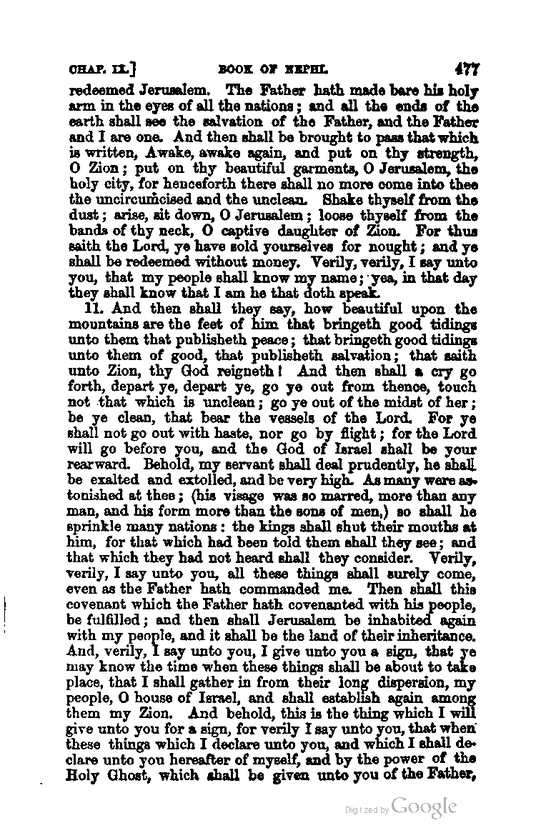 CHAP. IX.] BOOK OF NEPHI. 477
redeemed Jerusalem. The Father hath made bare his holy
arm in the eyes of all the nations; and all the ends of the
earth shall see the salvation of the Father, and the Father
and I are one. And then shall be brought to pass that which
is written, Awake, awake again, and put on thy strength,
O Zion; put on thy beautiful garments, O Jerusalem, the
holy city, for henceforth there shall no more come into thee
the uncircumcised and the unclean. Shake thyself from the
dust; arise, sit down, O Jerusalem; loose thyself from the
bands of thy neck, O captive daughter of Zion. For thus
saith the Lord, ye have sold yourselves for nought; and ye
shall be redeemed without money. Verily, verily, I say unto
you, that my people shall know my name; yea, in that day
they shall know that I am he that doth speak.
11. And then shall they say, how beautiful upon the
mountains are the feet of him that bringeth good tidings
unto them that publisheth peace; that bringeth good tidings
unto them of good, that publisheth salvation; that saith
unto Zion, thy God reigneth! And then shall a cry go
forth, depart ye, depart ye, go ye out from thence, touch
not that which is unclean; go ye out of the midst of her;
be ye clean, that bear the vessels of the Lord. For ye
shall not go out with haste, nor go by flight; for the Lord
will go before you, and the God of Israel shall be your
rearward. Behold, my servant shall deal prudently, he shall
be exalted and extolled, and be very high. As many were as-
tonished at thee; (his visage was so marred, more than any
man, and his form more than the sons of men,) so shall he
sprinkle many nations: the kings shall shut their mouths at
him, for that which had been told them shall they see; and
that which they had not heard shall they consider. Verily,
verily, I say unto you, all these things shall surely come,
even as the Father hath commanded me. Then shall this
covenant which the Father hath covenanted with his people,
be fulfilled; and then shall Jerusalem be inhabited again
with my people, and it shall be the land of their inheritance.
And, verily, I say unto you, I give unto you a sign, that ye
may know the time when these things shall be about to take
place, that I shall gather in from their long dispersion, my
people, O house of Israel, and shall establish again among
them my Zion. And behold, this is the thing which I will
give unto you for a sign, for verily I say unto you, that when
these things which I declare unto you, and which I shall de-
clare unto you hereafter of myself, and by the power of the
Holy Ghost, which shall be given unto you of the Father,
Digitized by Google